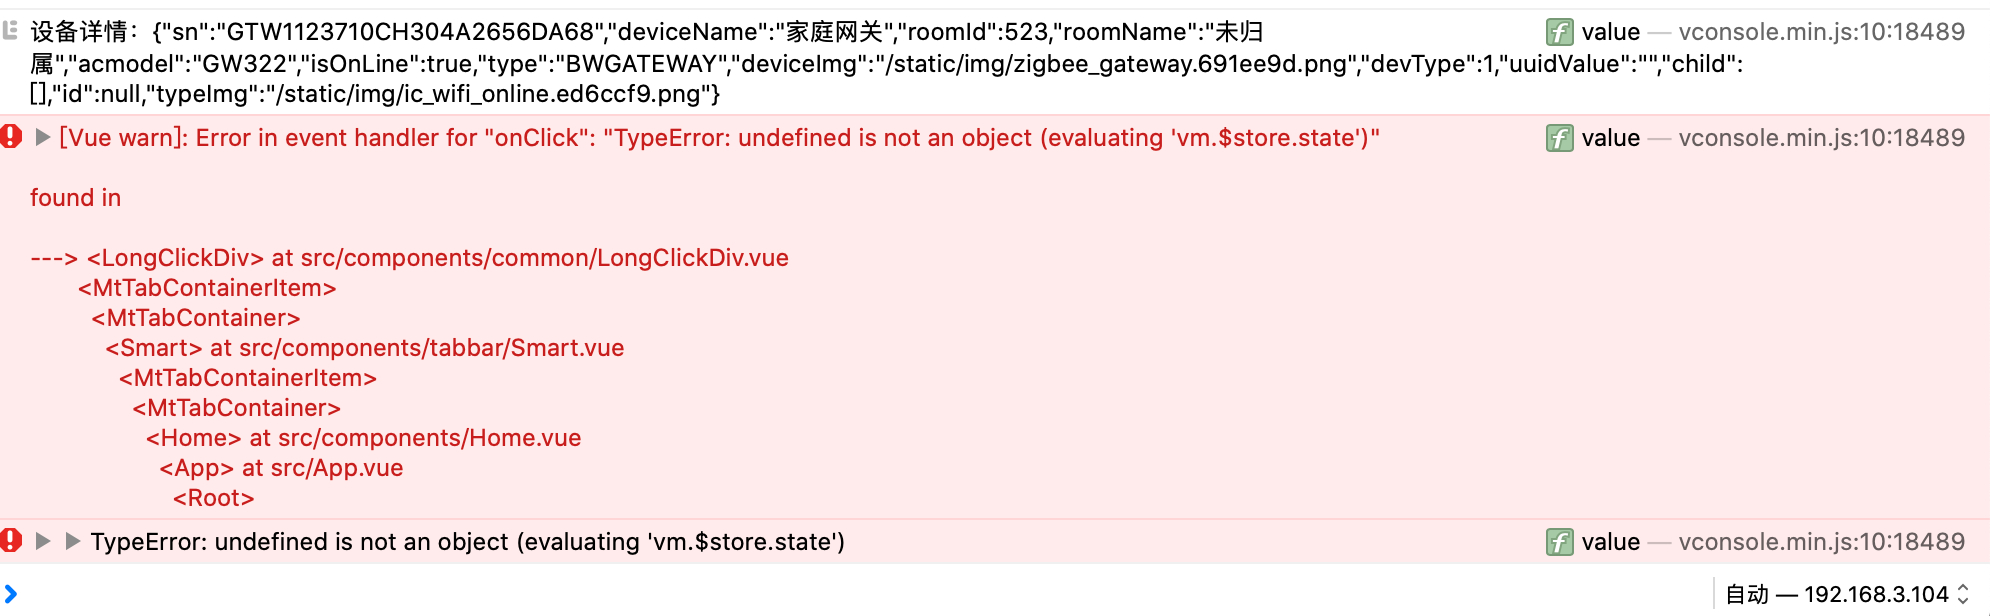 设备详情：{"sn":"GTW1123710CH304A2656DA68","deviceName":"家庭网关","roomId":523,"roomName":"未归 value — vconsole.min.js:10:18489
属","acmodel":"GW322","isOnLine":true,"type":"BWGATEWAY","deviceImg":"/static/img/zigbee_gateway.691ee9d.png","devType":1,"uuidValue":"","child":
[],"id":null,"typeImg":"/static/img/ic_wifi_online.ed6ccf9.png"}
[Vue warn]: Error in event handler for "onClick": "TypeError: undefined is not an object (evaluating 'vm.$store.state')" value — vconsole.min.js:10:18489
found in
---> <LongClickDiv> at src/components/common/LongClickDiv.vue
<MtTabContainerItem>
<MtTabContainer>
<Smart> at src/components/tabbar/Smart.vue
<MtTabContainerItem>
<MtTabContainer>
<Home> at src/components/Home.vue
<App> at src/App.vue
<Root>
TypeError: undefined is not an object (evaluating 'vm.$store.state') value — vconsole.min.js:10:18489
自动 — 192.168.3.104